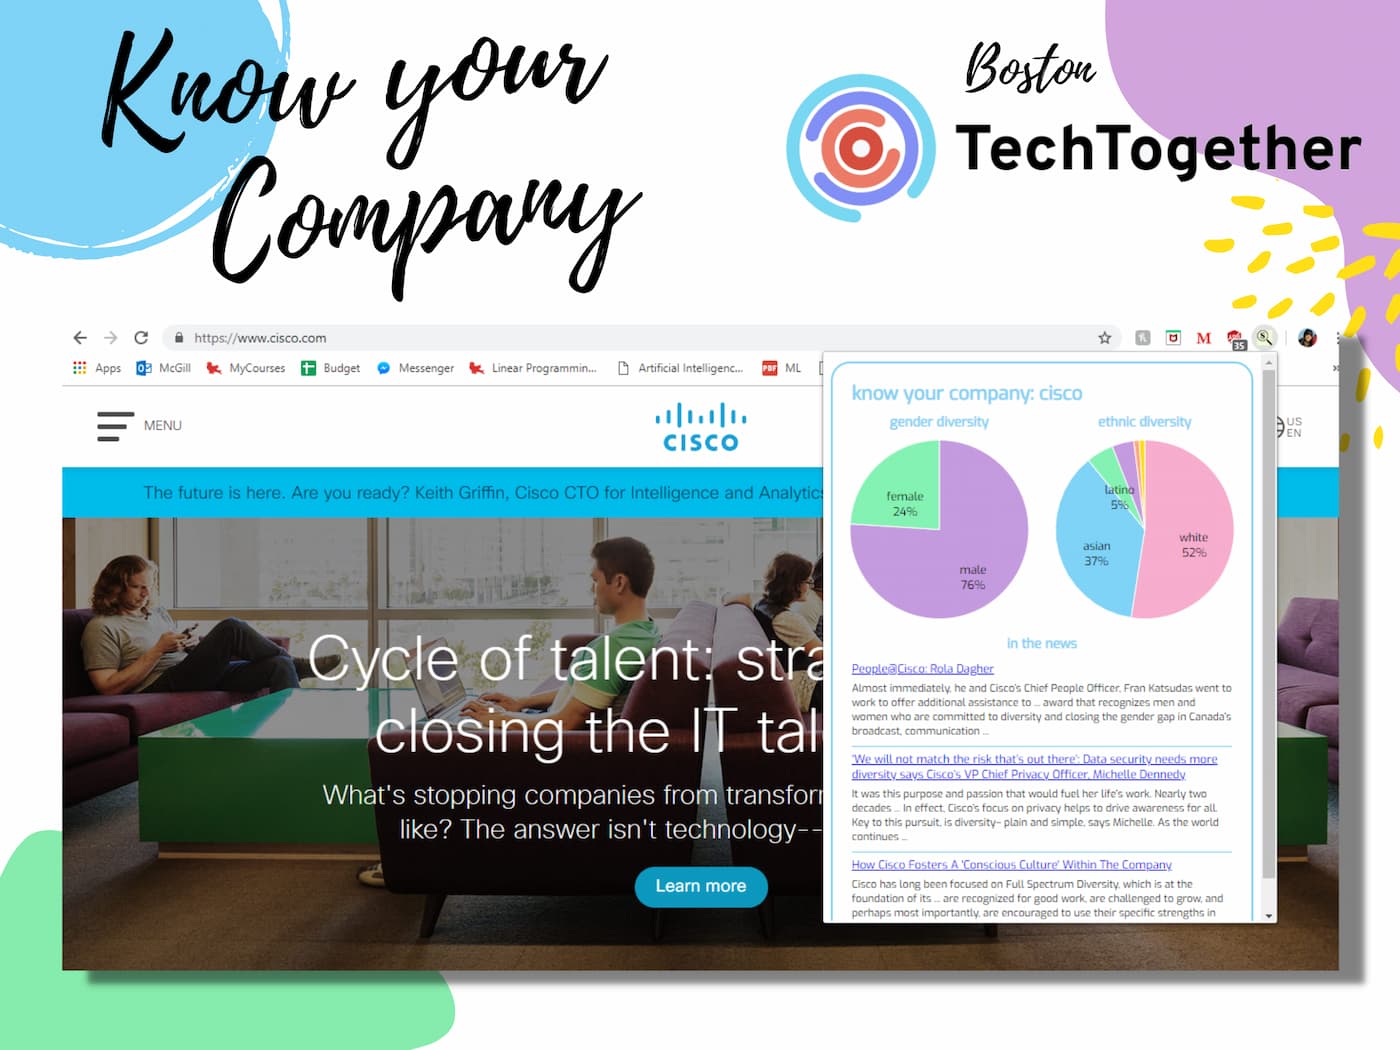 Know your
Company
Boston
TechTogether
https://www.cisco.com
35
Apps
McGill
MyCourses
Budget
Messenger
Linear Programmin...
Artificial Intelligenc...
PDF
ML
MENU
CISCO
US
EN
The future is here. Are you ready? Keith Griffin, Cisco CTO for Intelligence and Analytics
Cycle of talent: stra
closing the IT tal
What's stopping companies from transfor
like? The answer isn't technology--
Learn more
know your company: cisco
gender diversity
ethnic diversity
female
24%
male
76%
latino
5%
asian
37%
white
52%
in the news
People@Cisco: Rola Dagher
Almost immediately, he and Cisco's Chief People Officer, Fran Katsudas went to
work to offer additional assistance to ... award that recognizes men and
women who are committed to diversity and closing the gender gap in Canada's
broadcast, communication ...
'We will not match the risk that's out there': Data security needs more
diversity says Cisco's VP Chief Privacy Officer, Michelle Dennedy
It was this purpose and passion that would fuel her life's work. Nearly two
decades ... In effect, Cisco's focus on privacy helps to drive awareness for all.
Key to this pursuit, is diversity- plain and simple, says Michelle. As the world
continues ...
How Cisco Fosters A 'Conscious Culture' Within The Company
Cisco has long been focused on Full Spectrum Diversity, which is at the
foundation of its ... are recognized for good work, are challenged to grow, and
perhaps most importantly, are encouraged to use their specific strengths in